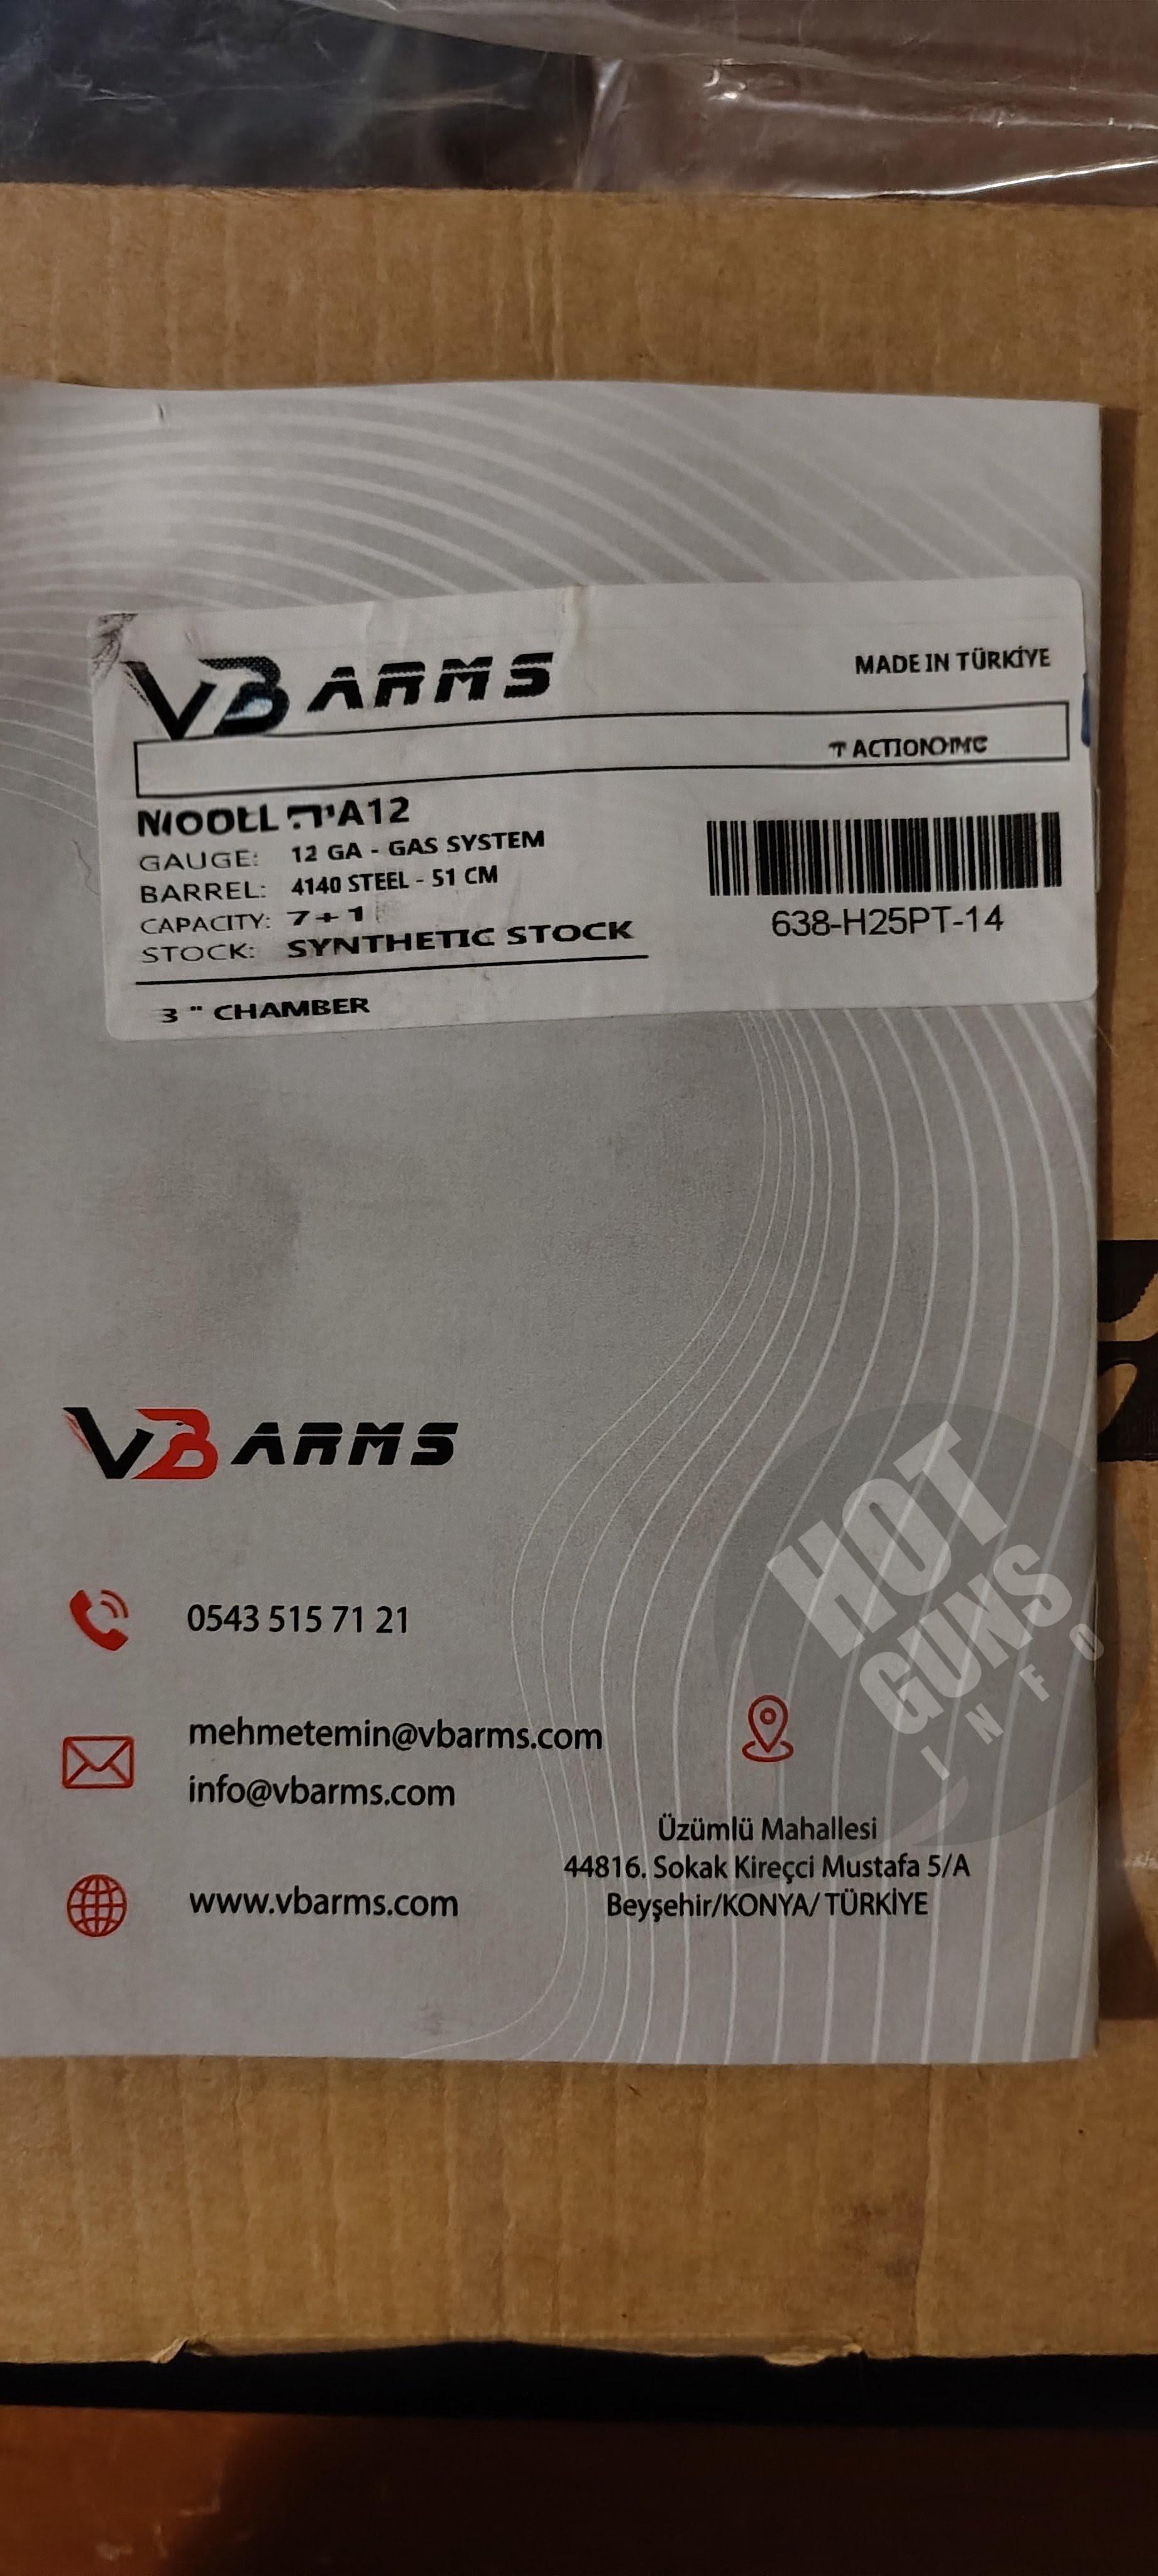 VB ARMS
MADE IN TÜRKİYE
A12
GAUGE: 12 GA - GAS SYSTEM
BARREL: 4140 STEEL - 51 CM
CAPACITY: 7+1
STOCK: SYNTHETIC STOCK
3 " CHAMBER
638-H25PT-14
VB ARMS
0543 515 71 21
mehmetemin@vbarms.com
info@vbarms.com
www.vbarms.com
Üzümlü Mahallesi
44816. Sokak Kireçci Mustafa 5/A
Beyşehir/KONYA/ TÜRKİYE
HOT
GUNS
INFO